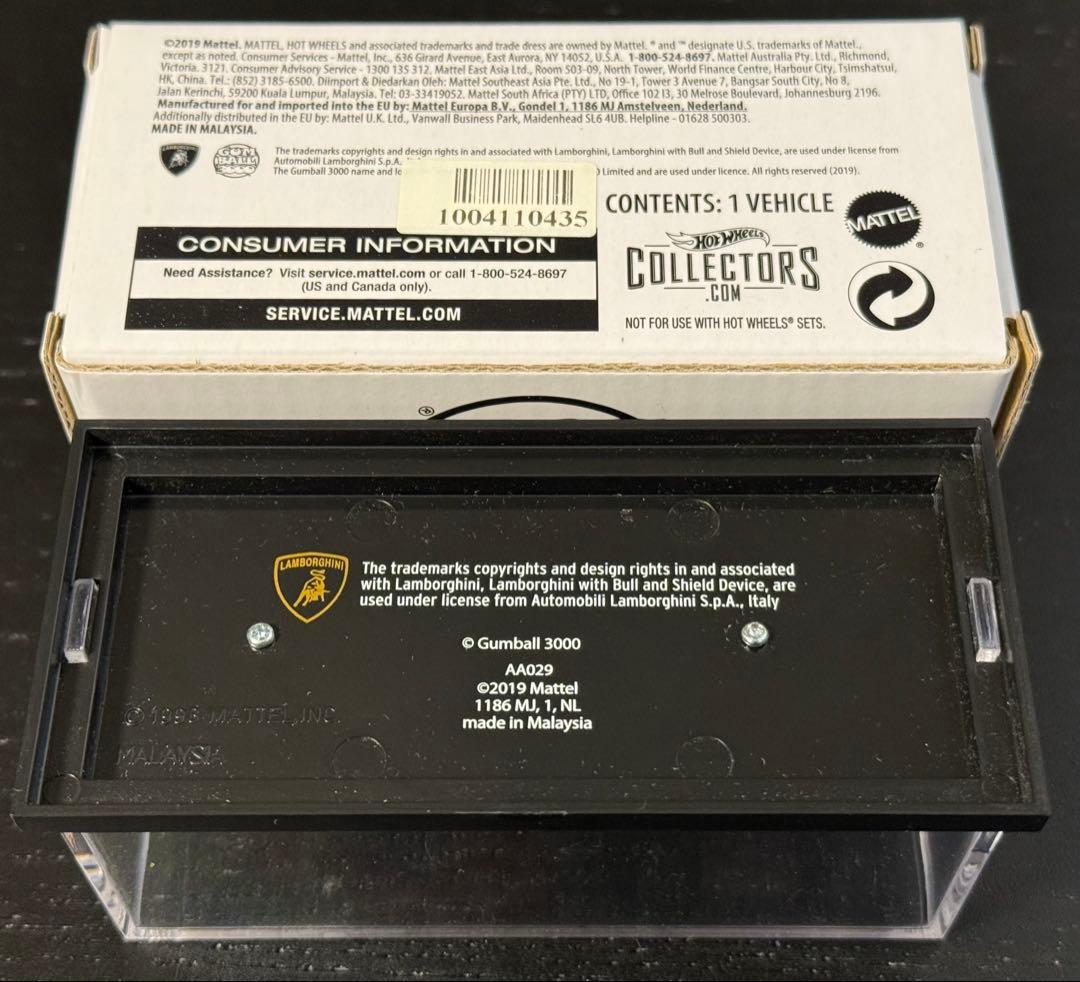 ©2019 Mattel. MATTEL, HOT WHEELS and associated trademarks and trade dress are owned by Mattel. ® and ™ designate U.S. trademarks of Mattel.,
except as noted. Consumer Services - Mattel, Inc., 636 Girard Avenue, East Aurora, NY 14052, U.S.A. 1-800-524-8697. Mattel Australia Pty. Ltd., Richmond,
Victoria. 3121. Consumer Advisory Service - 1300 135 312. Mattel East Asia Ltd., Room 503-09, North Tower, World Finance Centre, Harbour City, Tsimshatsui,
HK, China. Tel.: (852) 3185-6500. Diimport & Diedarkan Oleh: Mattel Southeast Asia Pte. Ltd., No 19-1, Tower 3 Avenue 7, Bangsar South City, No 8,
Jalan Kerinchi, 59200 Kuala Lumpur, Malaysia. Tel: 03-33419052. Mattel South Africa (PTY) LTD, Office 102 I3, 30 Melrose Boulevard, Johannesburg 2196.
Manufactured for and imported into the EU by: Mattel Europa B.V., Gondel 1, 1186 MJ Amstelveen, Nederland.
Additionally distributed in the EU by: Mattel U.K. Ltd., Vanwall Business Park, Maidenhead SL6 4UB. Helpline - 01628 500303.
MADE IN MALAYSIA.
LAMBORGHINI
GUM
BALL
3000
The trademarks copyrights and design rights in and associated with Lamborghini, Lamborghini with Bull and Shield Device, are used under license from
Automobili Lamborghini S.p.A.
The Gumball 3000 name and Limited and are used under licence. All rights reserved (2019).
1004110435
CONTENTS: 1 VEHICLE
MATTEL
®
CONSUMER INFORMATION
Need Assistance? Visit service.mattel.com or call 1-800-524-8697
(US and Canada only).
SERVICE.MATTEL.COM
HOT WHEELS
COLLECTORS
.COM
NOT FOR USE WITH HOT WHEELS® SETS.
®
LAMBORGHINI
The trademarks copyrights and design rights in and associated
with Lamborghini, Lamborghini with Bull and Shield Device, are
used under license from Automobili Lamborghini S.p.A., Italy
© Gumball 3000
AA029
©2019 Mattel
1186 MJ, 1, NL
made in Malaysia
MATTEL, INC.
MALAYSIA